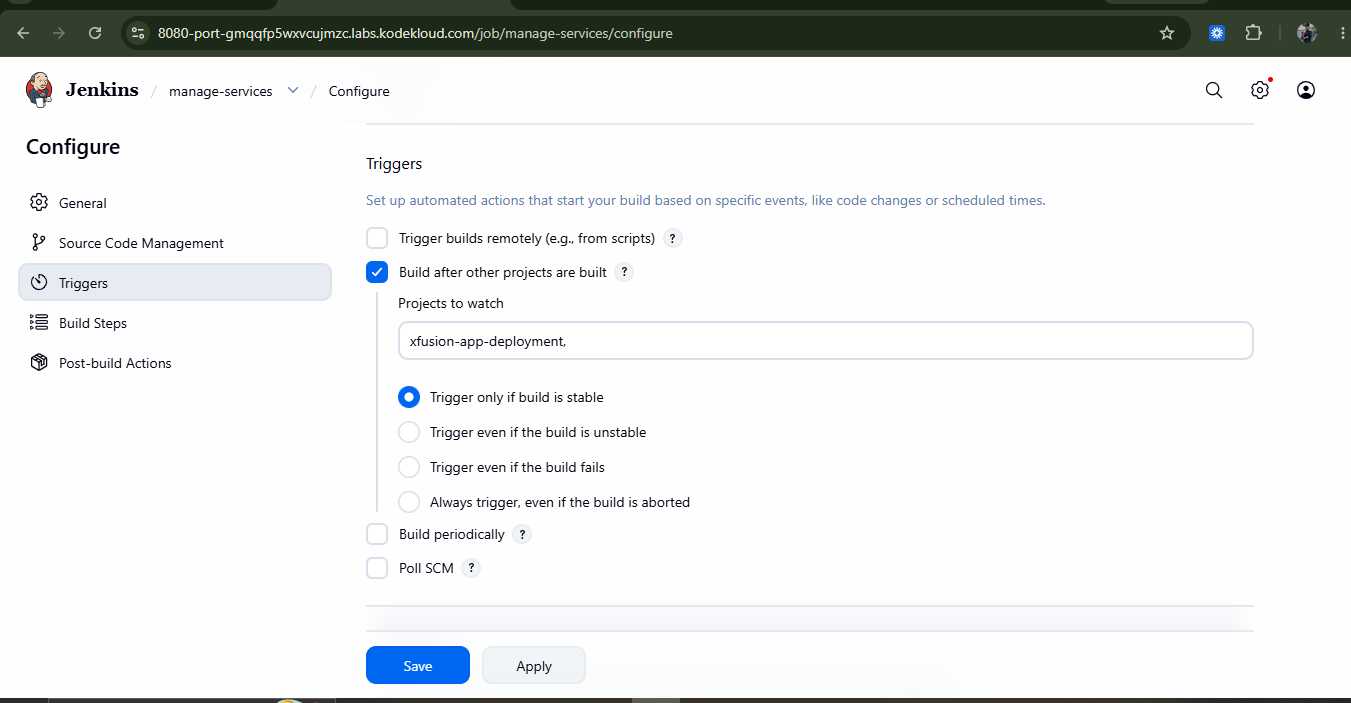 8080-port-gmqqfp5wxvcujmzc.labs.kodekloud.com/job/manage-services/configure
Jenkins / manage-services / Configure
Configure
General
Source Code Management
Triggers
Build Steps
Post-build Actions
Triggers
Set up automated actions that start your build based on specific events, like code changes or scheduled times.
Trigger builds remotely (e.g., from scripts) ?
Build after other projects are built ?
Projects to watch
xfusion-app-deployment,
Trigger only if build is stable
Trigger even if the build is unstable
Trigger even if the build fails
Always trigger, even if the build is aborted
Build periodically ?
Poll SCM ?
Save Apply